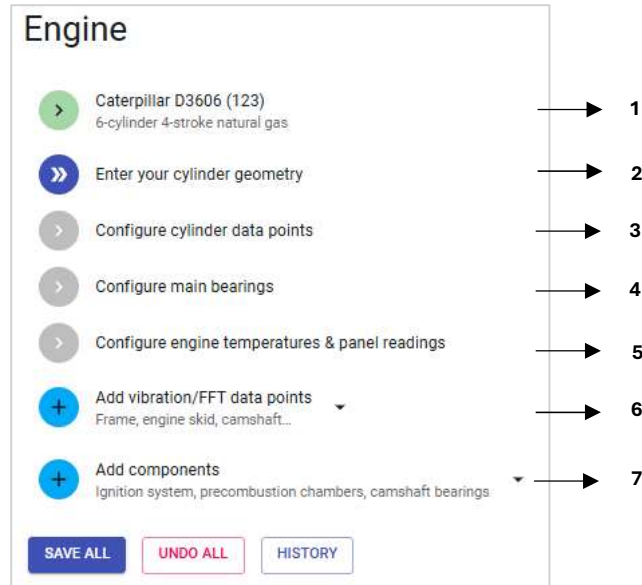 Engine
Caterpillar D3606 (123) 1
6-cylinder 4-stroke natural gas
Enter your cylinder geometry 2
Configure cylinder data points 3
Configure main bearings 4
Configure engine temperatures & panel readings 5
Add vibration/FFT data points 6
Frame, engine skid, camshaft...
Add components 7
Ignition system, precombustion chambers, camshaft bearings
SAVE ALL UNDO ALL HISTORY